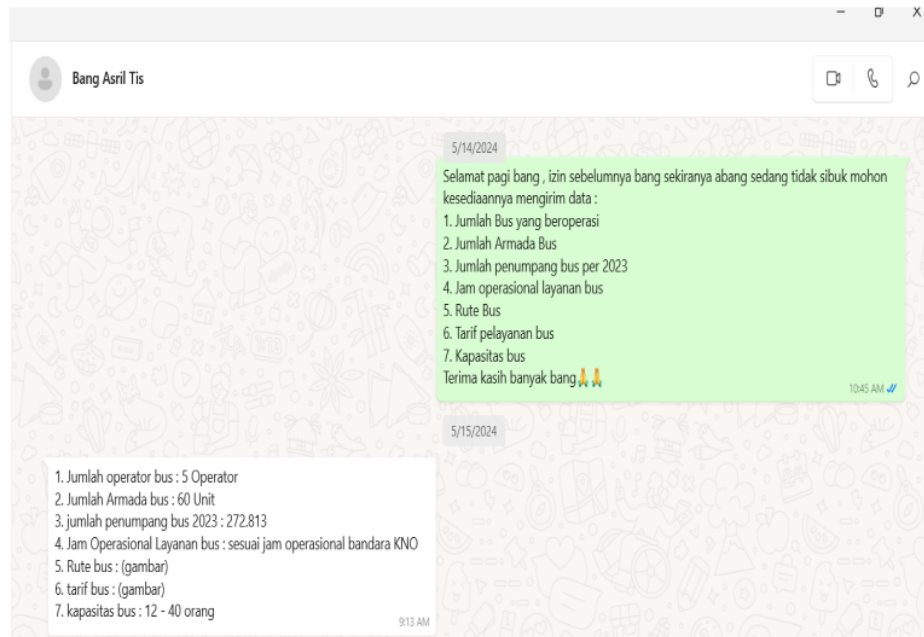 Bang Asril Tis
5/14/2024
Selamat pagi bang , izin sebelumnya bang sekiranya abang sedang tidak sibuk mohon
kesediaannya mengirim data :
1. Jumlah Bus yang beroperasi
2. Jumlah Armada Bus
3. Jumlah penumpang bus per 2023
4. Jam operasional layanan bus
5. Rute Bus
6. Tarif pelayanan bus
7. Kapasitas bus
Terima kasih banyak bang🙏🙏
10:45 AM
5/15/2024
1. Jumlah operator bus : 5 Operator
2. Jumlah Armada bus : 60 Unit
3. jumlah penumpang bus 2023 : 272.813
4. Jam Operasional Layanan bus : sesuai jam operasional bandara KNO
5. Rute bus : (gambar)
6. tarif bus : (gambar)
7. kapasitas bus : 12 - 40 orang
9:13 AM